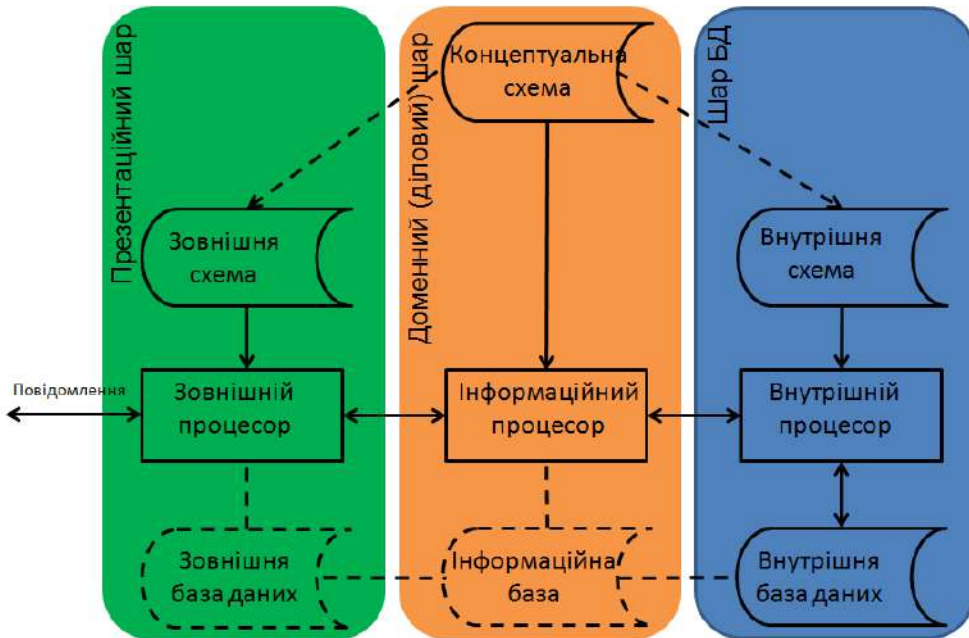 Презентаційний шар
Доменний (діловий) шар
Шар БД
Концептуальна
схема
Зовнішня
схема
Внутрішня
схема
Повідомлення
Зовнішній
процесор
Інформаційний
процесор
Внутрішній
процесор
Зовнішня
база даних
Інформаційна
база
Внутрішня
база даних